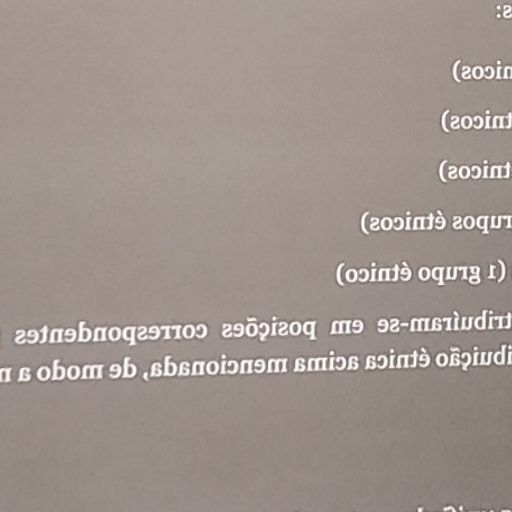 s:
nicos)
tnicos)
tnicos)
rupos étnicos)
(1 grupo étnico)
tribuíram-se em posições correspondentes
ibuição étnica acima mencionada, de modo a